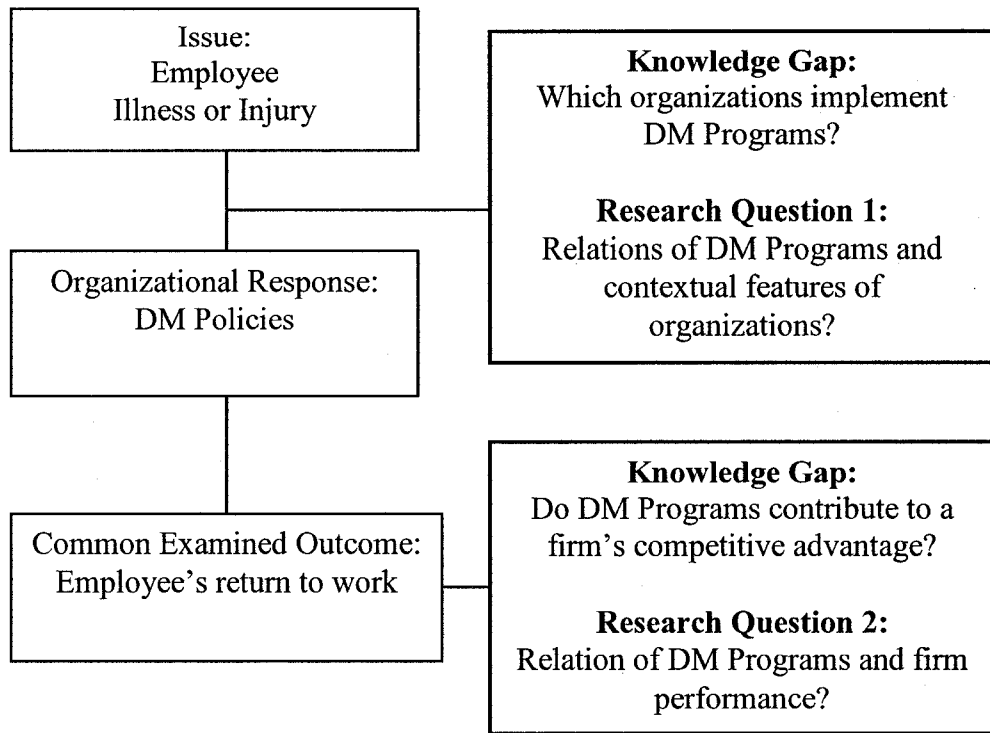 Issue:
Employee
Illness or Injury
Knowledge Gap:
Which organizations implement
DM Programs?
Research Question 1:
Relations of DM Programs and
contextual features of
organizations?
Organizational Response:
DM Policies
Common Examined Outcome:
Employee’s return to work
Knowledge Gap:
Do DM Programs contribute to a
firm’s competitive advantage?
Research Question 2:
Relation of DM Programs and firm
performance?